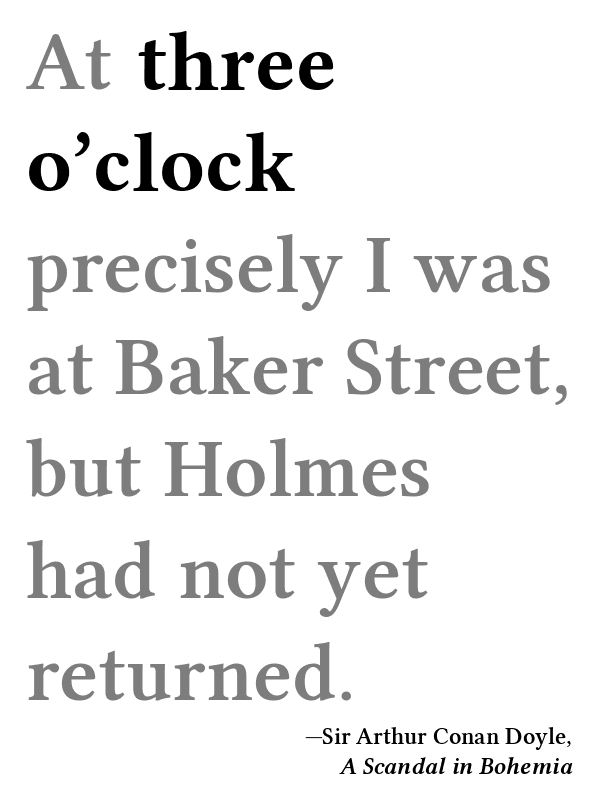 At three
o’clock
precisely I was
at Baker Street,
but Holmes
had not yet
returned.
—Sir Arthur Conan Doyle,
A Scandal in Bohemia